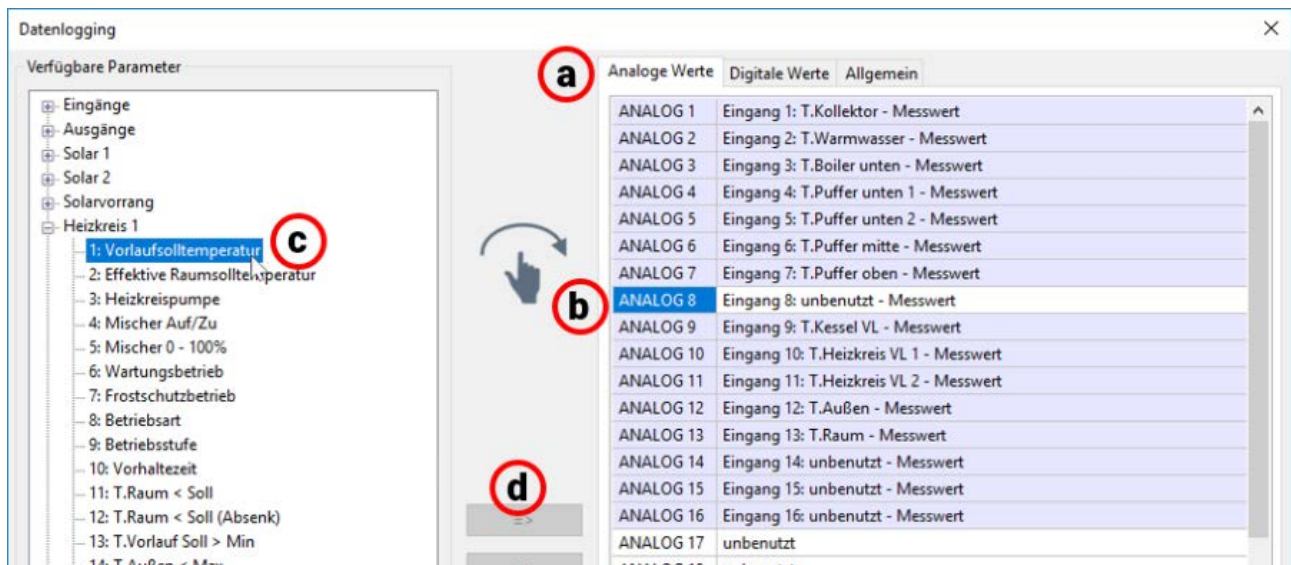 Datenlogging
Verfügbare Parameter
Eingänge
Ausgänge
Solar 1
Solar 2
Solarvorrang
Heizkreis 1
1: Vorlaufsolltemperatur
2: Effektive Raumsolltemperatur
3: Heizkreispumpe
4: Mischer Auf/Zu
5: Mischer 0 - 100%
6: Wartungsbetrieb
7: Frostschutzbetrieb
8: Betriebsart
9: Betriebsstufe
10: Vorhaltezeit
11: T.Raum < Soll
12: T.Raum < Soll (Absenk)
13: T.Vorlauf Soll > Min
14: T.Außen < Max
c
b
d
=>
a
Analoge Werte Digitale Werte Allgemein
ANALOG 1 Eingang 1: T.Kollektor - Messwert
ANALOG 2 Eingang 2: T.Warmwasser - Messwert
ANALOG 3 Eingang 3: T.Boiler unten - Messwert
ANALOG 4 Eingang 4: T.Puffer unten 1 - Messwert
ANALOG 5 Eingang 5: T.Puffer unten 2 - Messwert
ANALOG 6 Eingang 6: T.Puffer mitte - Messwert
ANALOG 7 Eingang 7: T.Puffer oben - Messwert
ANALOG 8 Eingang 8: unbenutzt - Messwert
ANALOG 9 Eingang 9: T.Kessel VL - Messwert
ANALOG 10 Eingang 10: T.Heizkreis VL 1 - Messwert
ANALOG 11 Eingang 11: T.Heizkreis VL 2 - Messwert
ANALOG 12 Eingang 12: T.Außen - Messwert
ANALOG 13 Eingang 13: T.Raum - Messwert
ANALOG 14 Eingang 14: unbenutzt - Messwert
ANALOG 15 Eingang 15: unbenutzt - Messwert
ANALOG 16 Eingang 16: unbenutzt - Messwert
ANALOG 17 unbenutzt